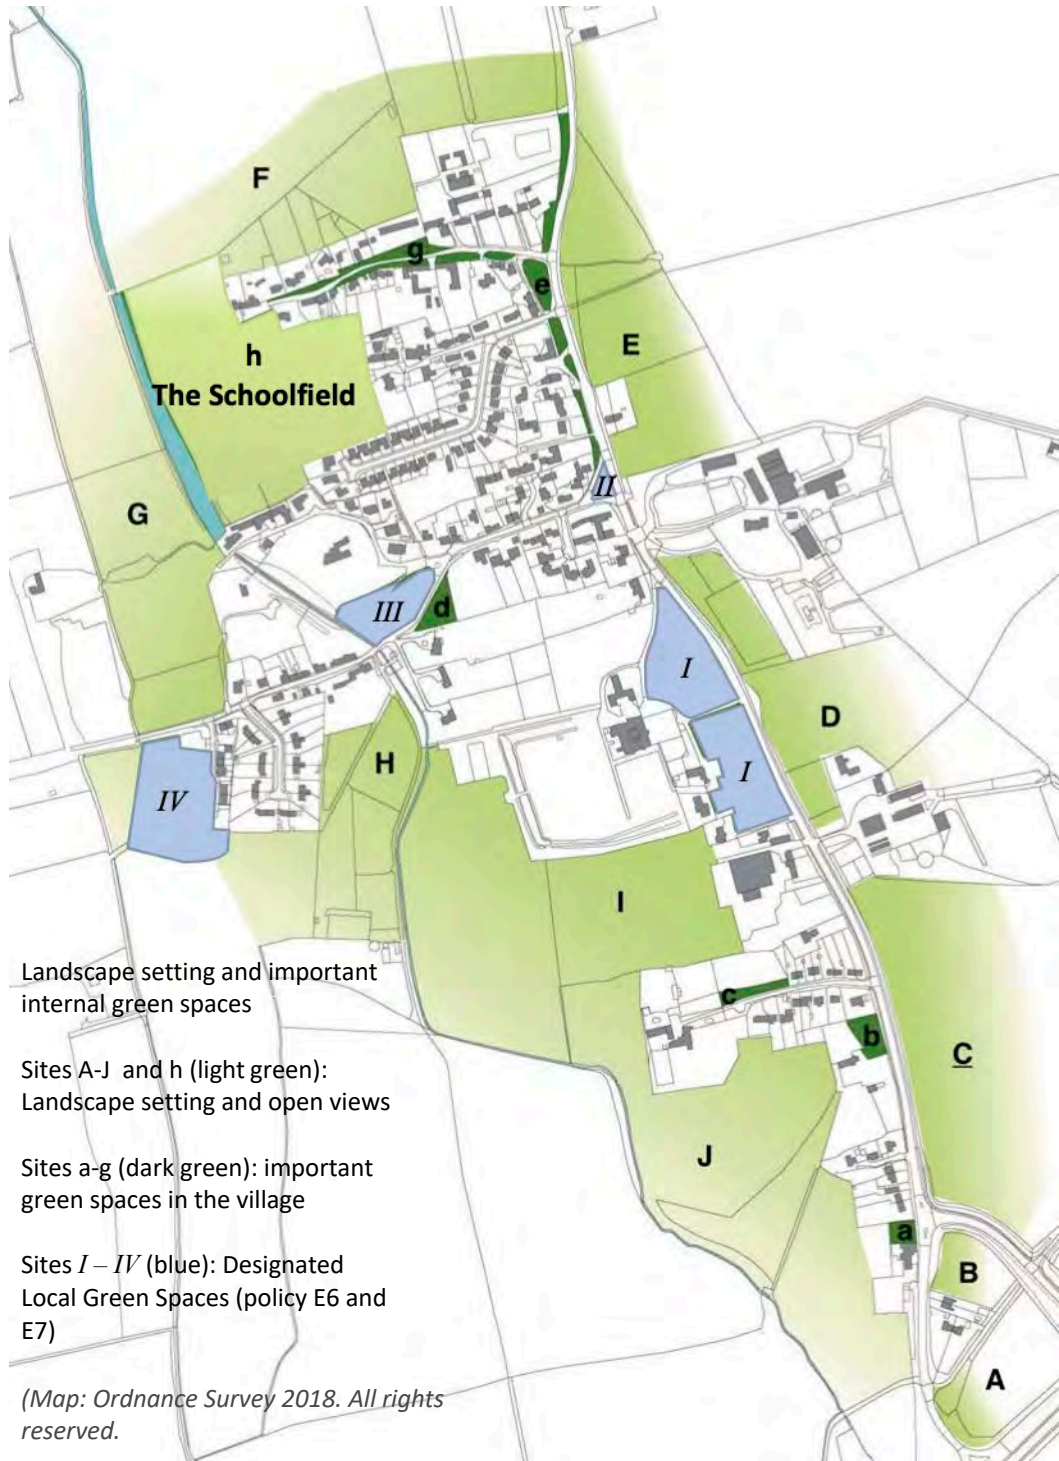 F
g
e
h
The Schoolfield
E
G
II
III
d
I
D
H
IV
I
I
c
b
C
J
a
B
A
Landscape setting and important
internal green spaces
Sites A-J and h (light green):
Landscape setting and open views
Sites a-g (dark green): important
green spaces in the village
Sites I – IV (blue): Designated
Local Green Spaces (policy E6 and
E7)
(Map: Ordnance Survey 2018. All rights
reserved.